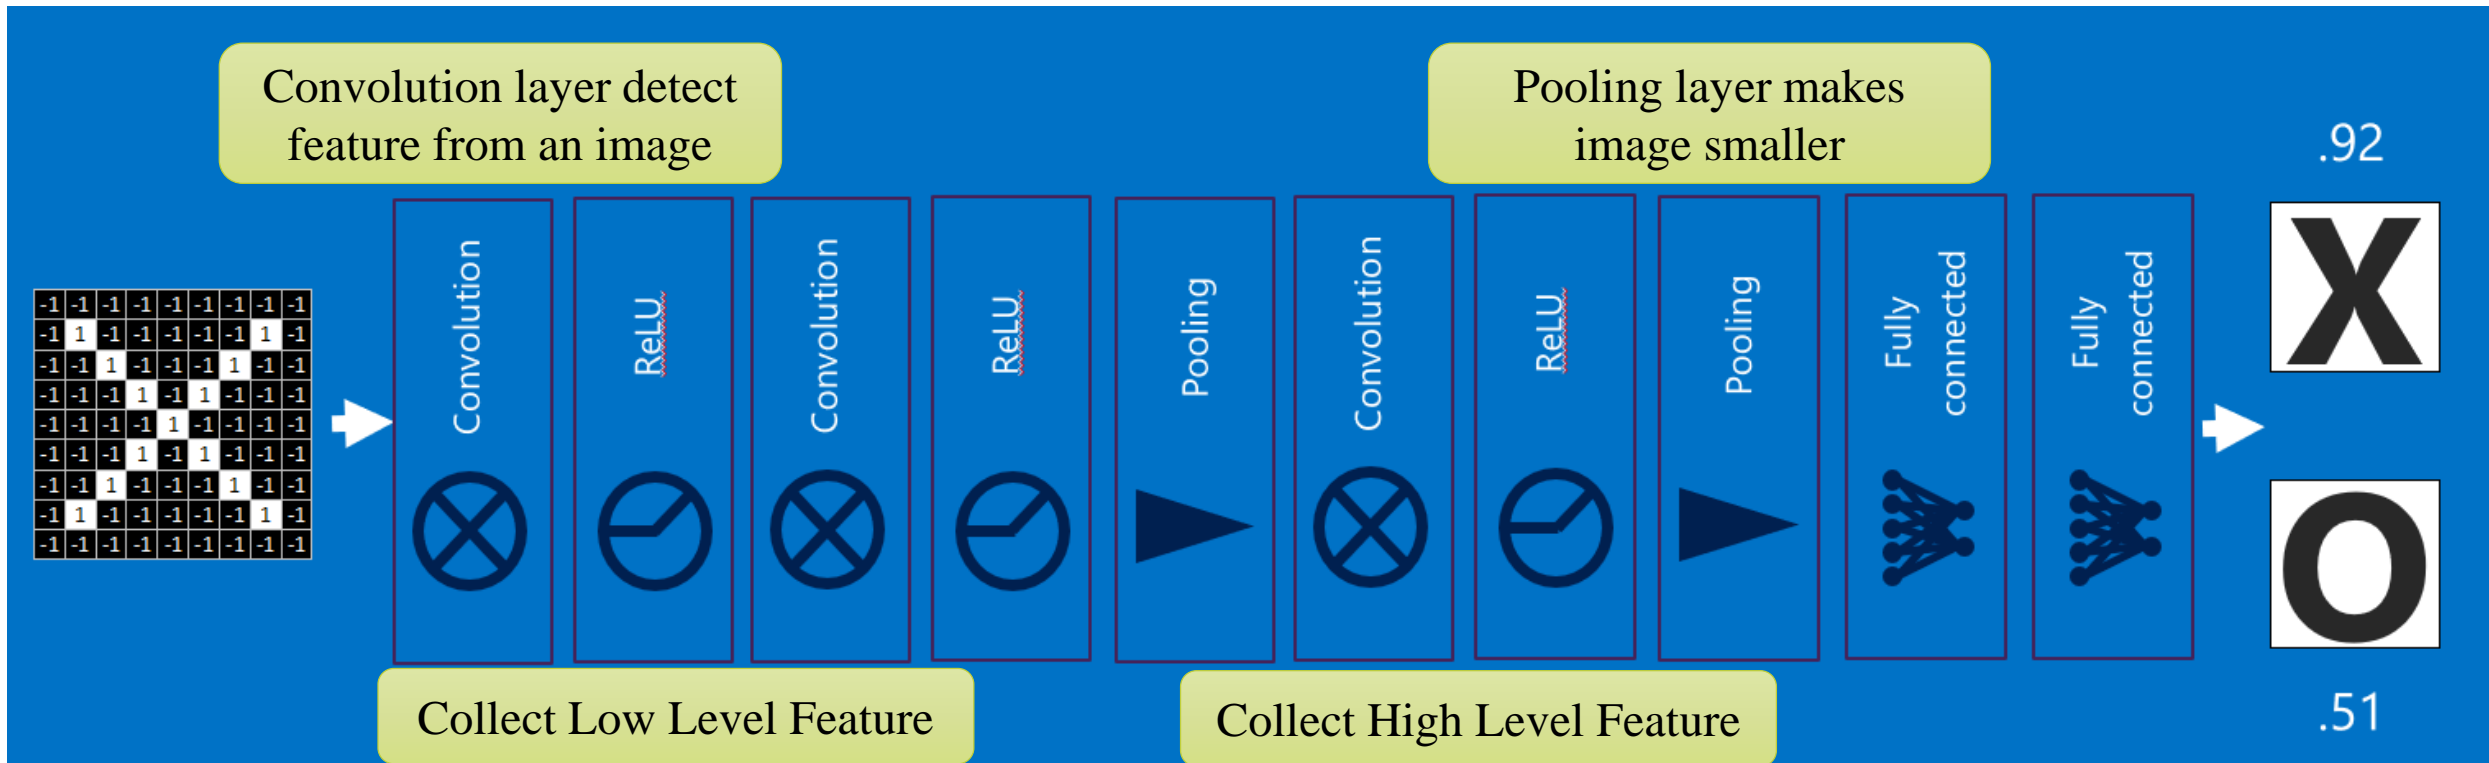 Convolution layer detect
feature from an image
Pooling layer makes
image smaller
.92
-1 -1 -1 -1 -1 -1 -1 -1 -1
-1 1 -1 -1 -1 -1 -1 1 -1
-1 -1 1 -1 -1 -1 1 -1 -1
-1 -1 -1 1 -1 1 -1 -1 -1
-1 -1 -1 -1 1 -1 -1 -1 -1
-1 -1 -1 1 -1 1 -1 -1 -1
-1 -1 1 -1 -1 -1 1 -1 -1
-1 1 -1 -1 -1 -1 -1 1 -1
-1 -1 -1 -1 -1 -1 -1 -1 -1
Convolution
ReLU
Convolution
ReLU
Pooling
Convolution
ReLU
Pooling
Fully
connected
Fully
connected
X
O
.51
Collect Low Level Feature
Collect High Level Feature